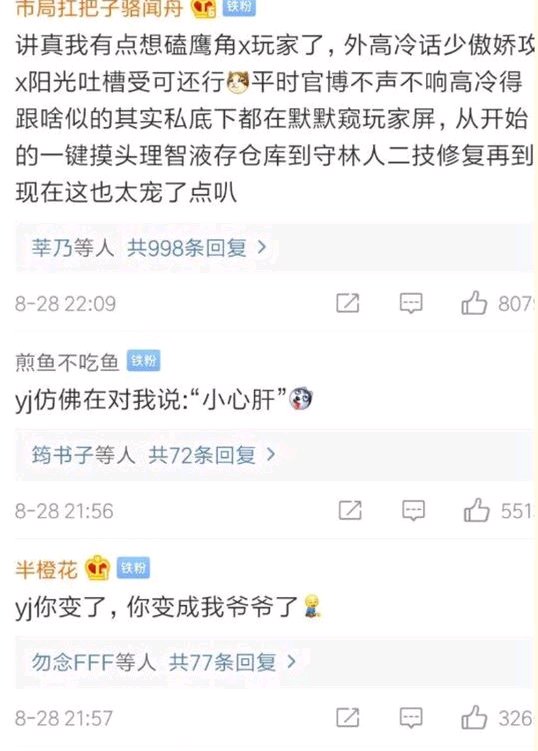 市局扛把子骆闻舟 铁粉
讲真我有点想磕鹰角x玩家了，外高冷话少傲娇攻
x阳光吐槽受可还行平时官博不声不响高冷得
跟啥似的其实私底下都在默默窥玩家屏，从开始
的一键摸头理智液存仓库到守林人二技修复再到
现在这也太宠了点叭
莘乃等人 共998条回复 >
8-28 22:09 807
煎鱼不吃鱼 铁粉
yj仿佛在对我说:“小心肝”
筠书子等人 共72条回复 >
8-28 21:56 551
半橙花 铁粉
yj你变了，你变成我爷爷了
勿念FFF等人 共77条回复 >
8-28 21:57 326